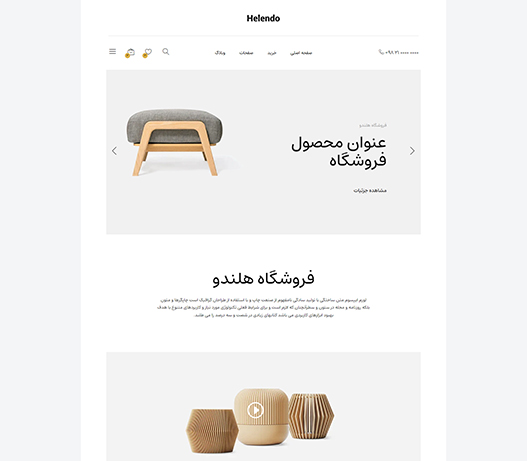 Helendo
صفحه اصلی
خرید
صفحات
وبلاگ
فروشگاه هلندو
عنوان محصول
فروشگاه
مشاهده جزئیات
فروشگاه هلندو
لورم ایپسوم متن ساختگی با تولید سادگی نامفهوم از صنعت چاپ و با استفاده از طراحان گرافیک است چاپگرها و متون
بلکه روزنامه و مجله در ستون و سطرآنچنان که لازم است و برای شرایط فعلی تکنولوژی مورد نیاز و کاربردهای متنوع با هدف
بهبود ابزارهای کاربردی می باشد کتابهای زیادی در شصت و سه درصد را می طلبد